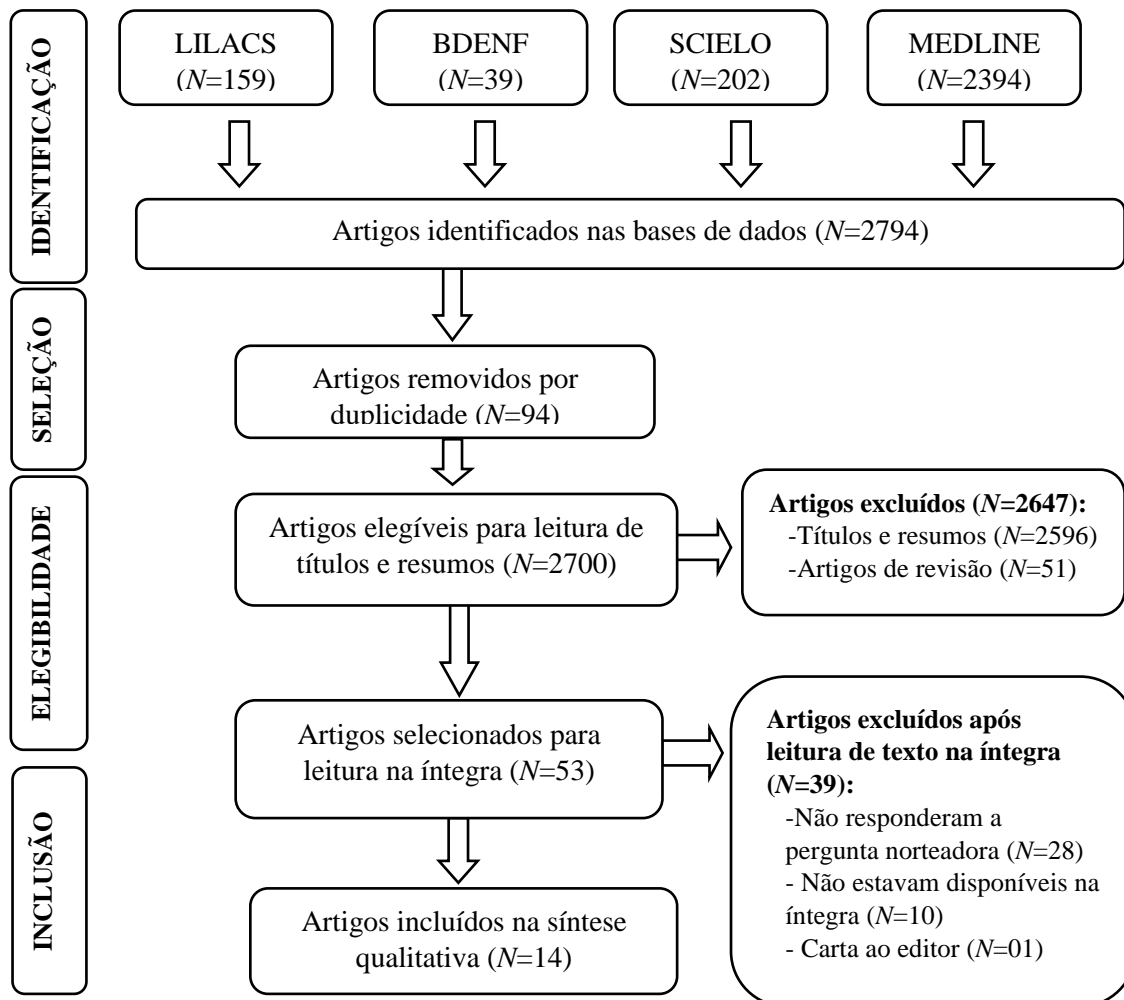 IDENTIFICAÇÃO
LILACS
(N=159)
BDENF
(N=39)
SCIELO
(N=202)
MEDLINE
(N=2394)
Artigos identificados nas bases de dados (N=2794)
SELEÇÃO
Artigos removidos por
duplicidade (N=94)
ELEGIBILIDADE
Artigos elegíveis para leitura de
títulos e resumos (N=2700)
Artigos excluídos (N=2647):
-Títulos e resumos (N=2596)
-Artigos de revisão (N=51)
Artigos selecionados para
leitura na íntegra (N=53)
Artigos excluídos após
leitura de texto na íntegra
(N=39):
-Não responderam a
pergunta norteadora (N=28)
- Não estavam disponíveis na
íntegra (N=10)
- Carta ao editor (N=01)
INCLUSÃO
Artigos incluídos na síntese
qualitativa (N=14)